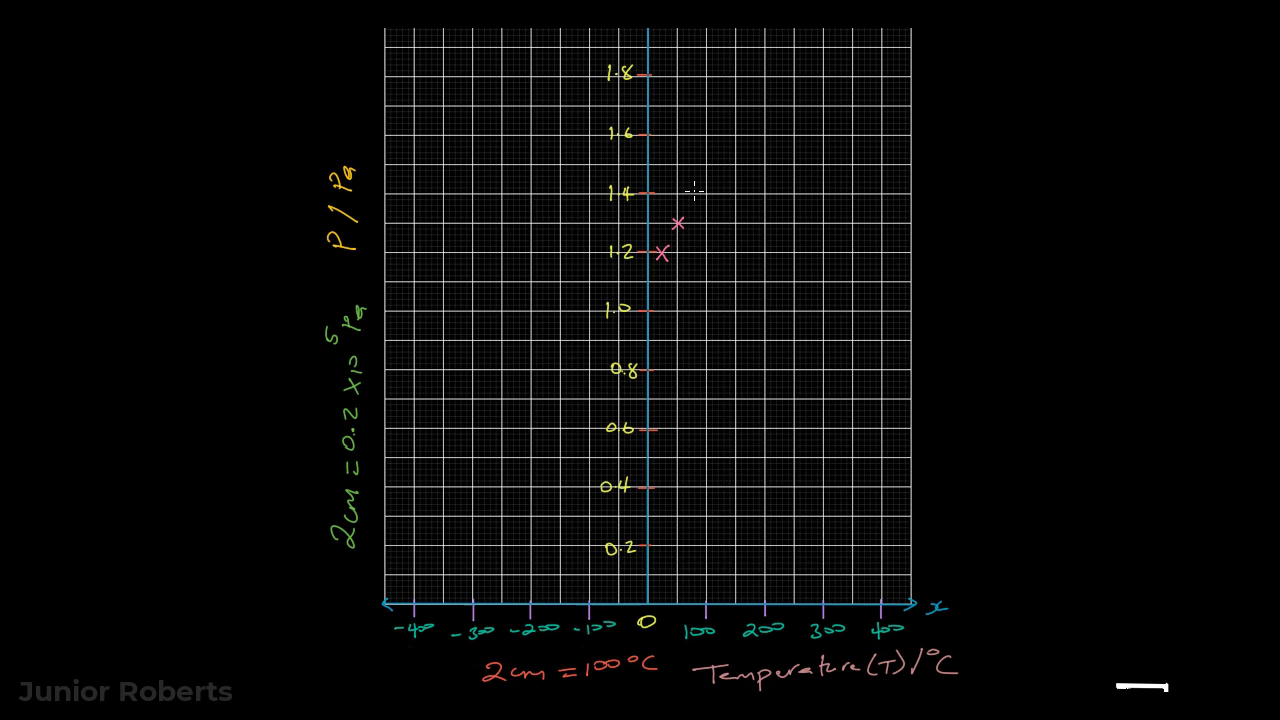 1.8
1.6
1.4
1.2
1.0
0.8
0.6
0.4
0.2
P / Pa
2cm = 0.2 x10⁵ Pa
-400 -300 -200 -100 0 100 200 300 400
x
2cm = 100°C
Temperature(T)/°C
Junior Roberts